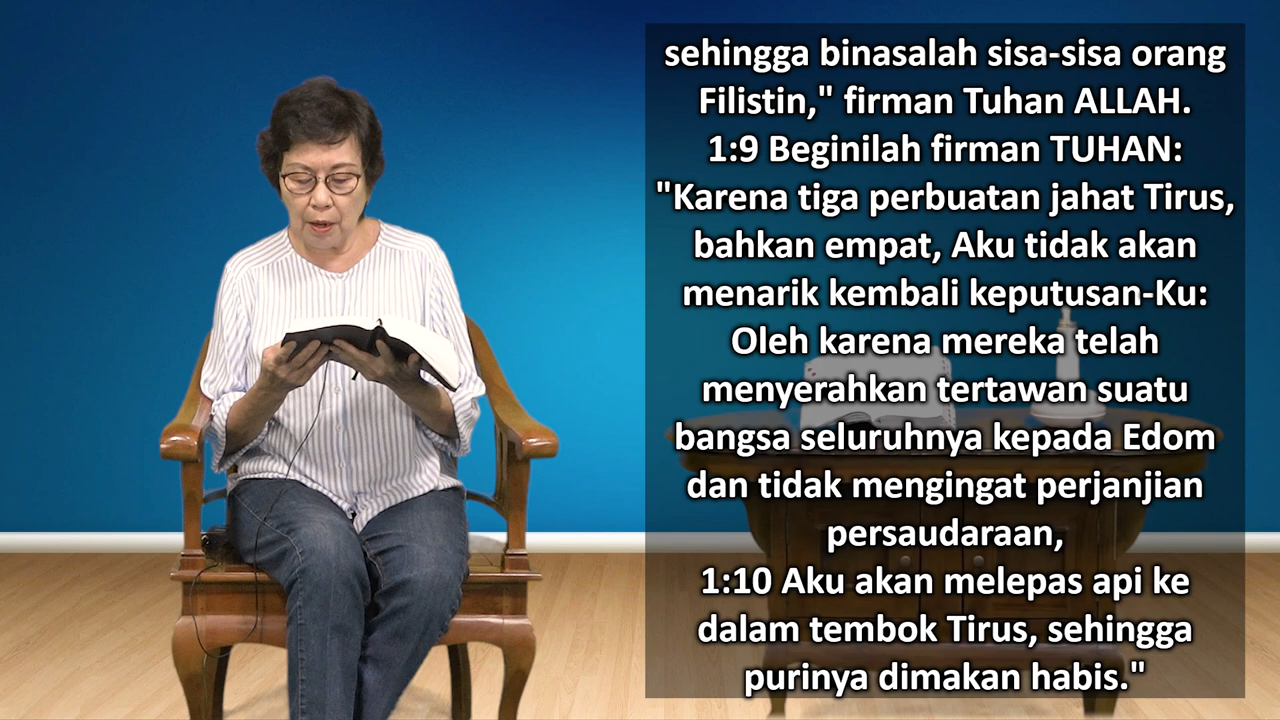 sehingga binasalah sisa-sisa orang
Filistin," firman Tuhan ALLAH.
1:9 Beginilah firman TUHAN:
"Karena tiga perbuatan jahat Tirus,
bahkan empat, Aku tidak akan
menarik kembali keputusan-Ku:
Oleh karena mereka telah
menyerahkan tertawan suatu
bangsa seluruhnya kepada Edom
dan tidak mengingat perjanjian
persaudaraan,
1:10 Aku akan melepas api ke
dalam tembok Tirus, sehingga
purinya dimakan habis."